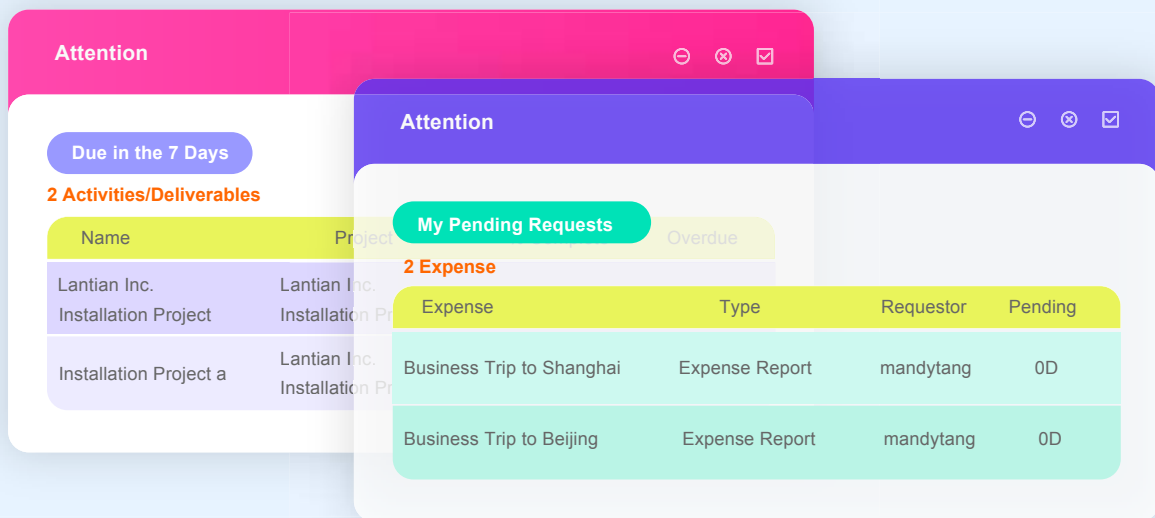 Attention
Due in the 7 Days
2 Activities/Deliverables
Name Project Overdue
Lantian Inc. Lantian Inc.
Installation Project Installation Pr
Installation Project a
Lantian Inc.
Installation Pr
Attention
My Pending Requests
2 Expense
Expense Type Requestor Pending
Business Trip to Shanghai Expense Report mandytang 0D
Business Trip to Beijing Expense Report mandytang 0D